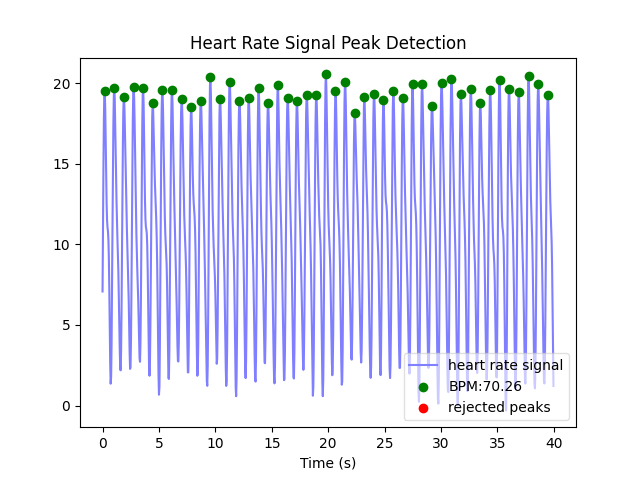 Heart Rate Signal Peak Detection
20
15
10
5
0
heart rate signal
BPM:70.26
rejected peaks
0
5
10
15
20
25
30
35
40
Time (s)